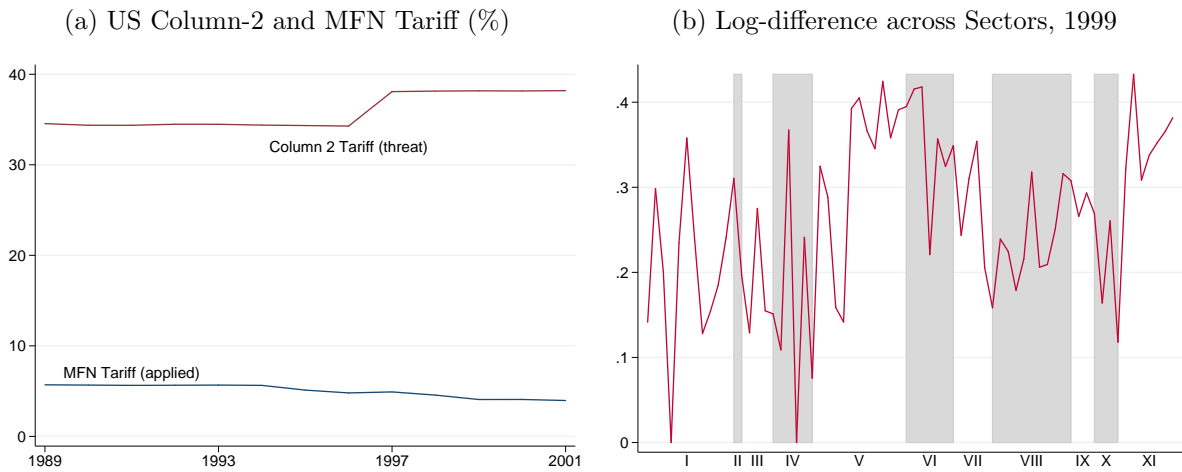 (a) US Column-2 and MFN Tariff (%)
40
30
20
10
0
Column 2 Tariff (threat)
MFN Tariff (applied)
1989 1993 1997 2001
(b) Log-difference across Sectors, 1999
.4
.3
.2
.1
0
I II III IV V VI VII VIII IX X XI